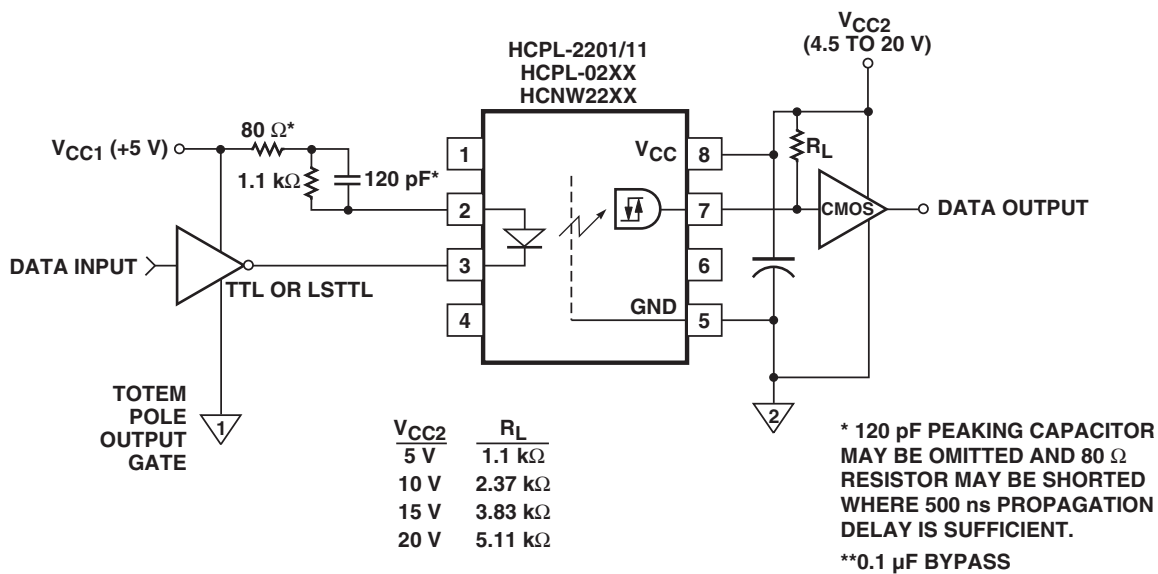 HCPL-2201/11
HCPL-02XX
HCNW22XX
VCC2
(4.5 TO 20 V)
VCC1 (+5 V)
80 Ω*
1.1 kΩ
120 pF*
1
2
3
4
VCC
8
7
6
GND
5
RL
CMOS
DATA OUTPUT
DATA INPUT
TTL OR LSTTL
TOTEM
POLE
OUTPUT
GATE
1
2
VCC2 RL
5 V 1.1 kΩ
10 V 2.37 kΩ
15 V 3.83 kΩ
20 V 5.11 kΩ
* 120 pF PEAKING CAPACITOR
MAY BE OMITTED AND 80 Ω
RESISTOR MAY BE SHORTED
WHERE 500 ns PROPAGATION
DELAY IS SUFFICIENT.
**0.1 µF BYPASS